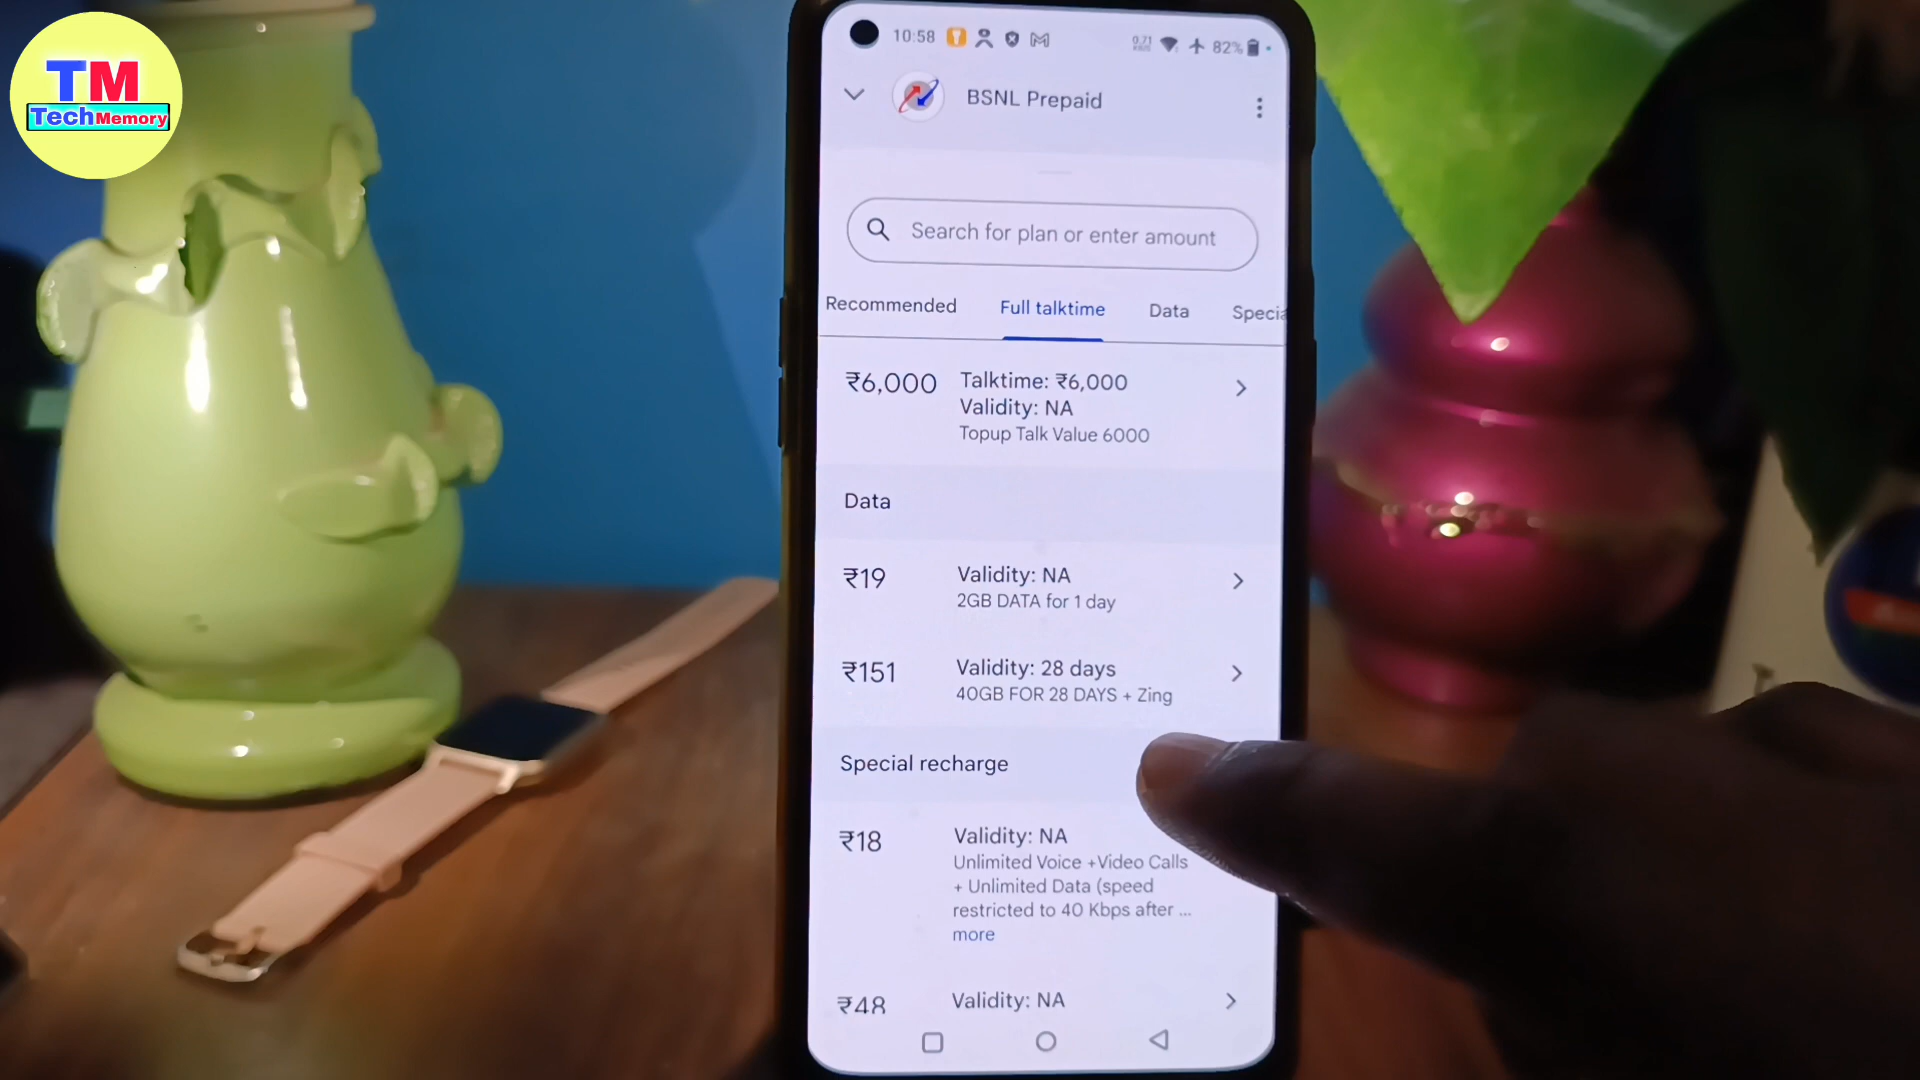 TM
TechMemory
10:58
0.71
82%
BSNL Prepaid
Search for plan or enter amount
Recommended Full talktime Data Specia
₹6,000 Talktime: ₹6,000
Validity: NA
Topup Talk Value 6000
Data
₹19 Validity: NA
2GB DATA for 1 day
₹151 Validity: 28 days
40GB FOR 28 DAYS + Zing
Special recharge
₹18 Validity: NA
Unlimited Voice +Video Calls
+ Unlimited Data (speed
restricted to 40 Kbps after ...
more
₹48 Validity: NA